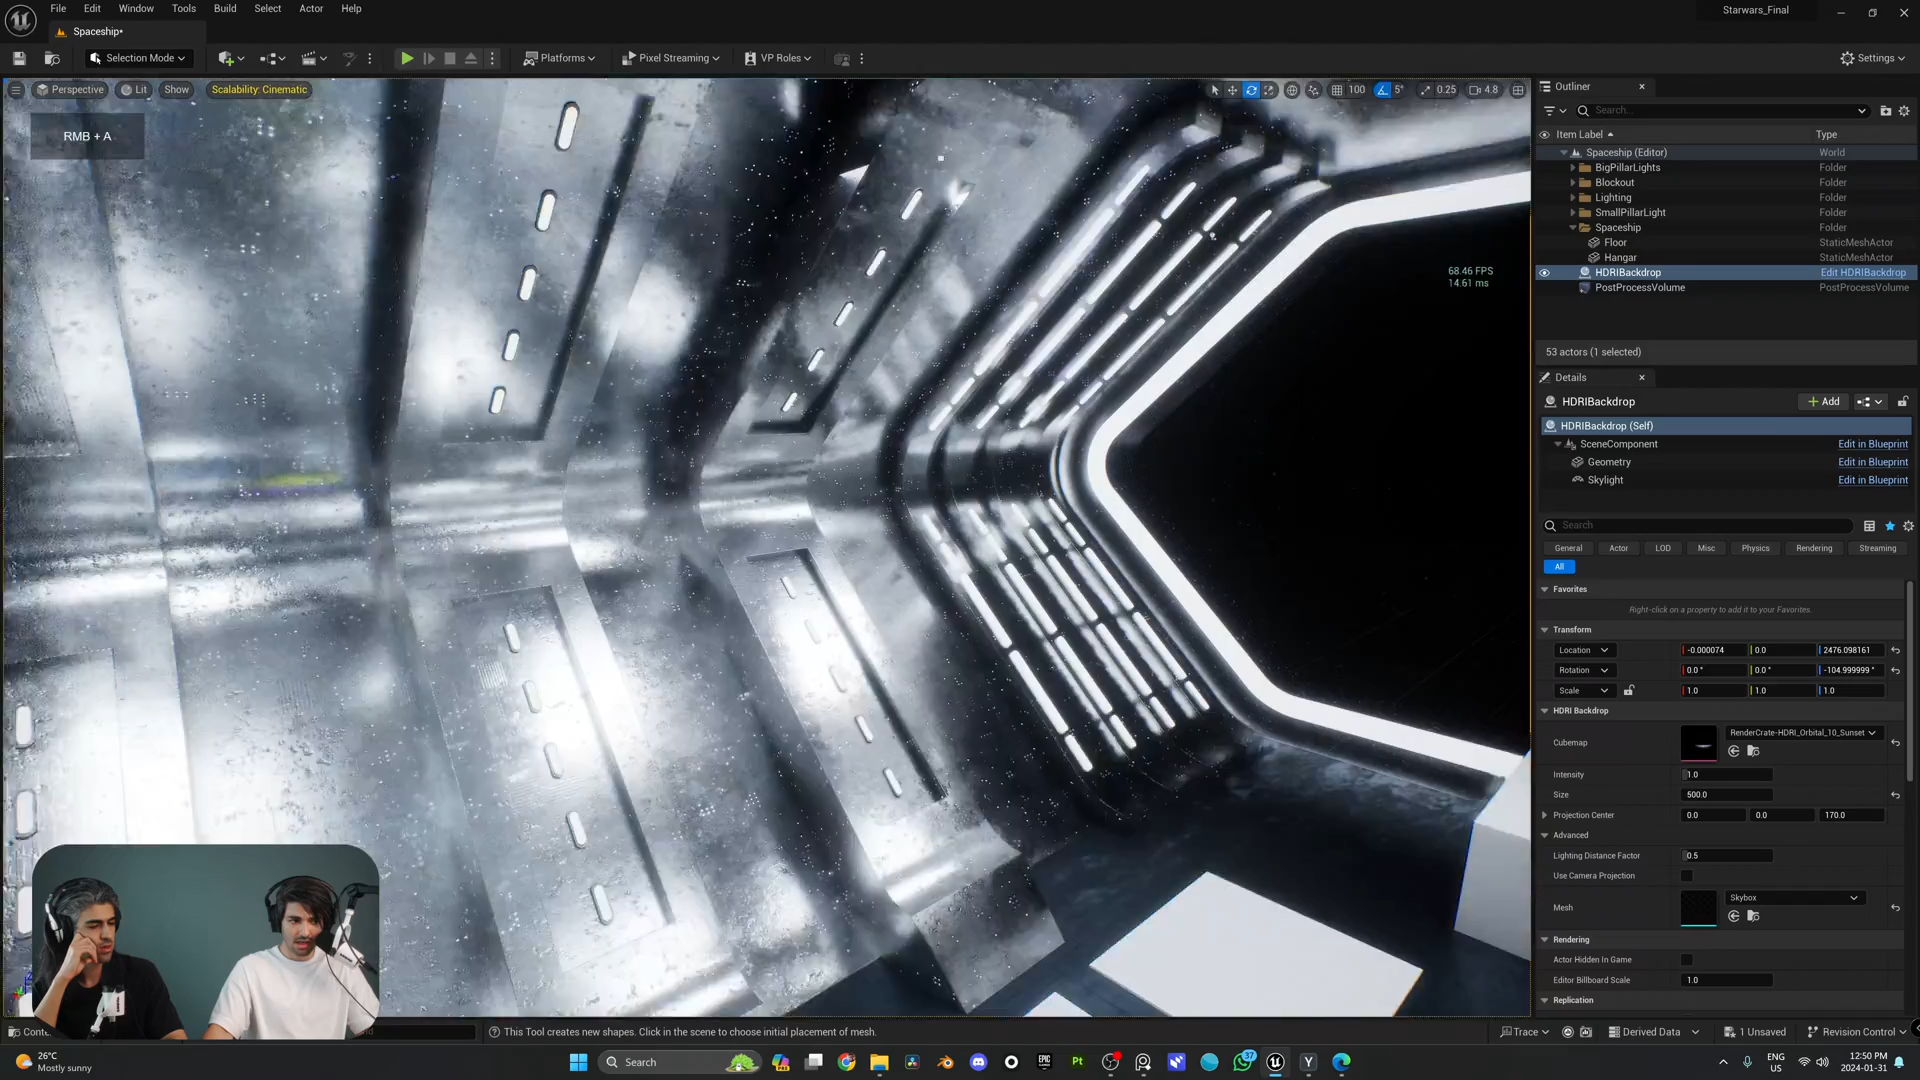 File Edit Window Tools Build Select Actor Help
Starwars_Final
Spaceship•
Selection Mode
Platforms
Pixel Streaming
VP Roles
Settings
Perspective
Lit
Show
Scalability: Cinematic
100
5°
0.25
4.8
RMB + A
68.46 FPS
14.61 ms
Outliner
Search...
Item Label
Type
Spaceship (Editor) World
BigPillarLights Folder
Blockout Folder
Lighting Folder
SmallPillarLight Folder
Spaceship Folder
Floor StaticMeshActor
Hangar StaticMeshActor
HDRIBackdrop Edit HDRIBackdrop
PostProcessVolume PostProcessVolume
53 actors (1 selected)
Details
HDRIBackdrop
Add
HDRIBackdrop (Self)
SceneComponent Edit in Blueprint
Geometry Edit in Blueprint
Skylight Edit in Blueprint
Search
General Actor LOD Misc Physics Rendering Streaming
All
Favorites
Right-click on a property to add it to your Favorites.
Transform
Location -0.000074 0.0 2476.098161
Rotation 0.0 ° 0.0 ° -104.999999 °
Scale 1.0 1.0 1.0
HDRI Backdrop
Cubemap RenderCrate-HDRI_Orbital_10_Sunset
Intensity 1.0
Size 500.0
Projection Center 0.0 0.0 170.0
Advanced
Lighting Distance Factor 0.5
Use Camera Projection
Mesh Skybox
Rendering
Actor Hidden In Game
Editor Billboard Scale 1.0
Replication
Conte
This Tool creates new shapes. Click in the scene to choose initial placement of mesh.
Trace
Derived Data
1 Unsaved
Revision Control
26°C
Mostly sunny
Search
EPIC
Pt
37
ENG
US
12:50 PM
2024-01-31